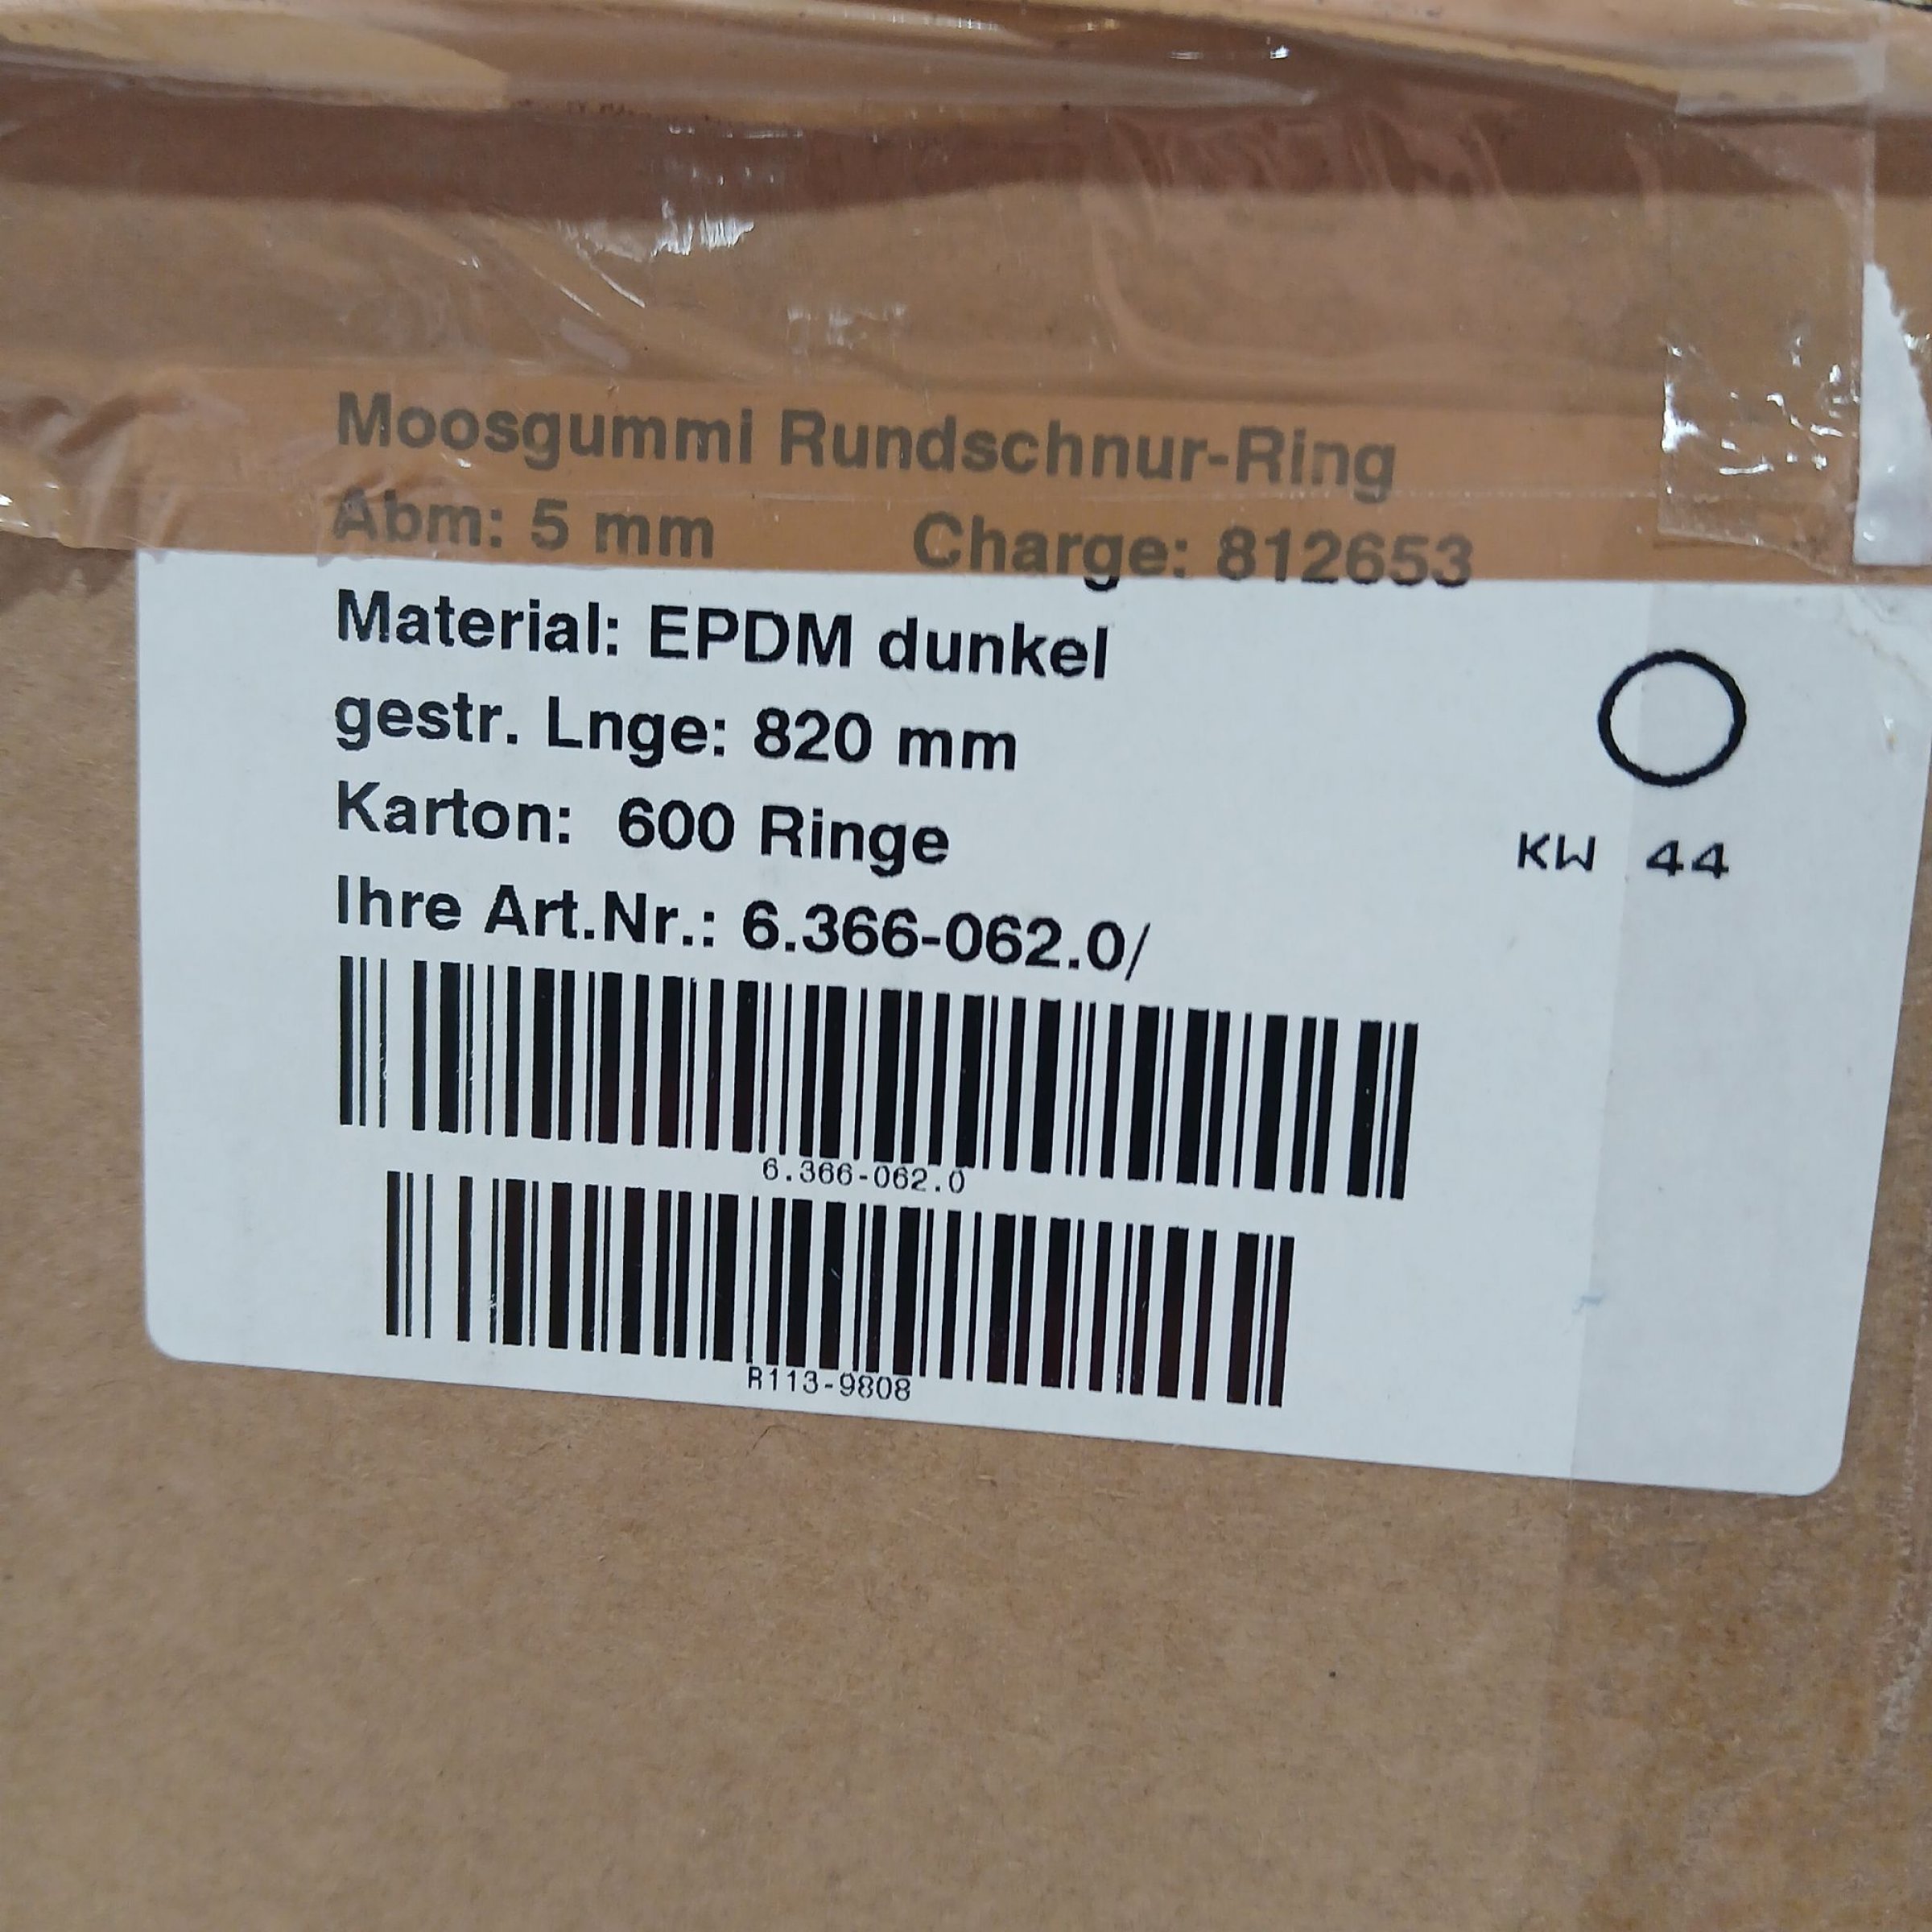 Moosgummi Rundschnur-Ring
Abm: 5 mm Charge: 812653
Material: EPDM dunkel
gestr. Lnge: 820 mm
Karton: 600 Ringe
KW 44
Ihre Art.Nr.: 6.366-062.0/
6.366-062.0
R113-9808